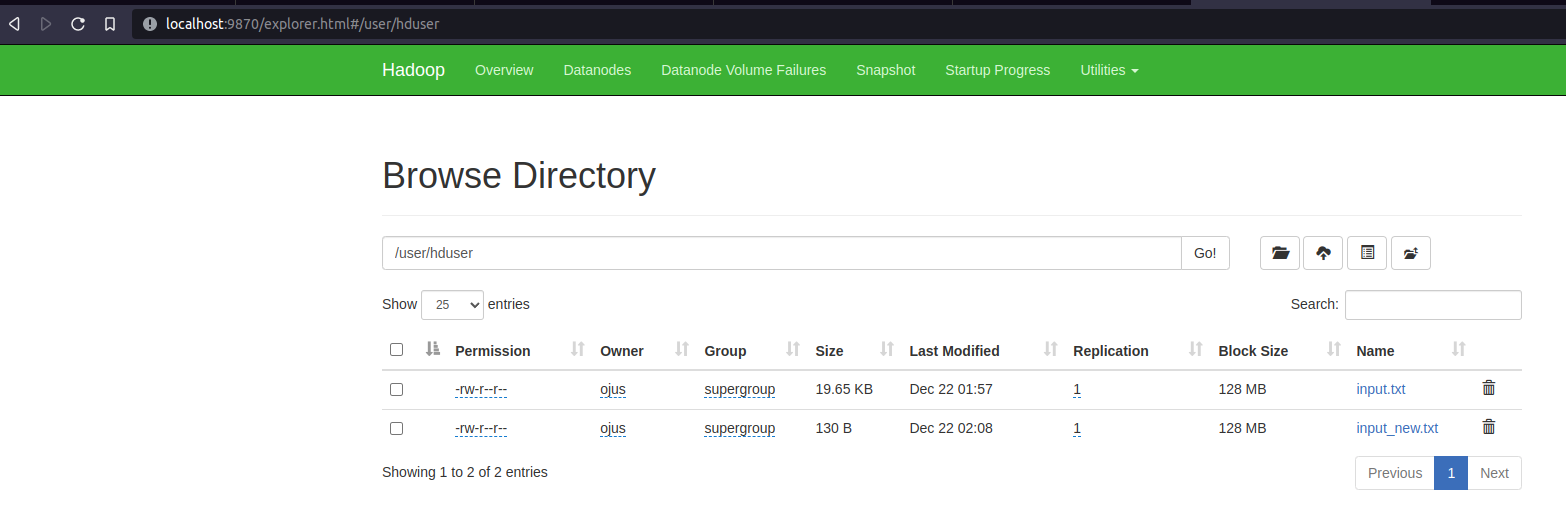 localhost:9870/explorer.html#/user/hduser
Hadoop Overview Datanodes Datanode Volume Failures Snapshot Startup Progress Utilities
Browse Directory
/user/hduser Go!
Show 25 entries Search:
Permission Owner Group Size Last Modified Replication Block Size Name
-rw-r--r-- ojus supergroup 19.65 KB Dec 22 01:57 1 128 MB input.txt
-rw-r--r-- ojus supergroup 130 B Dec 22 02:08 1 128 MB input_new.txt
Showing 1 to 2 of 2 entries Previous 1 Next